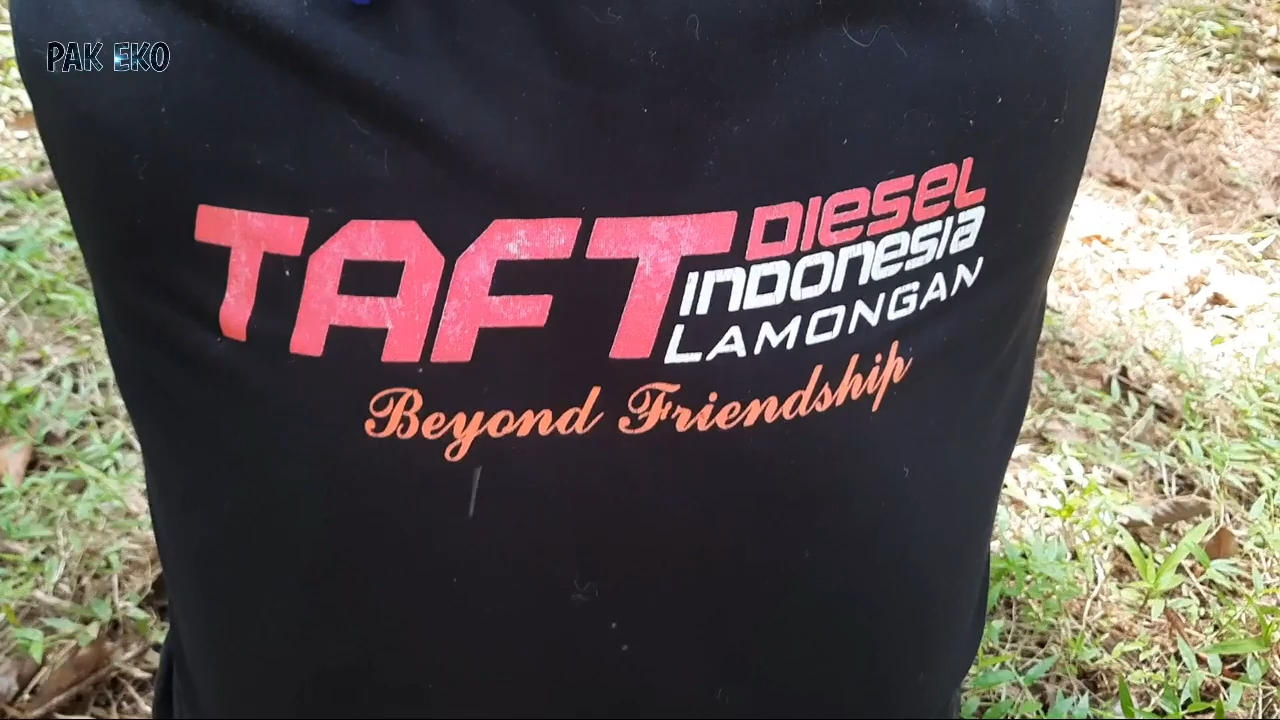 PAK EKO
TAFT DIESEL
INDONESIA
LAMONGAN
Beyond Friendship